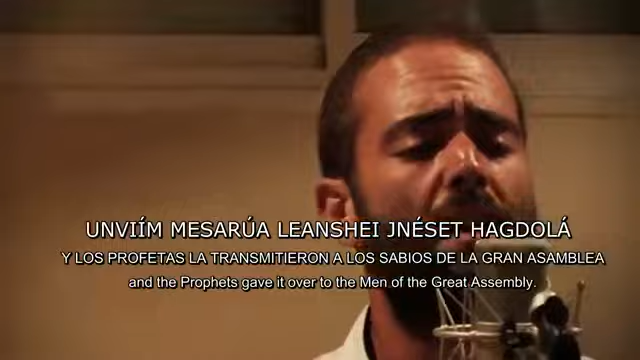 UNVIÍM MESARÚA LEANSHEI JNÉSET HAGDOLÁ
Y LOS PROFETAS LA TRANSMITIERON A LOS SABIOS DE LA GRAN ASAMBLEA
and the Prophets gave it over to the Men of the Great Assembly.